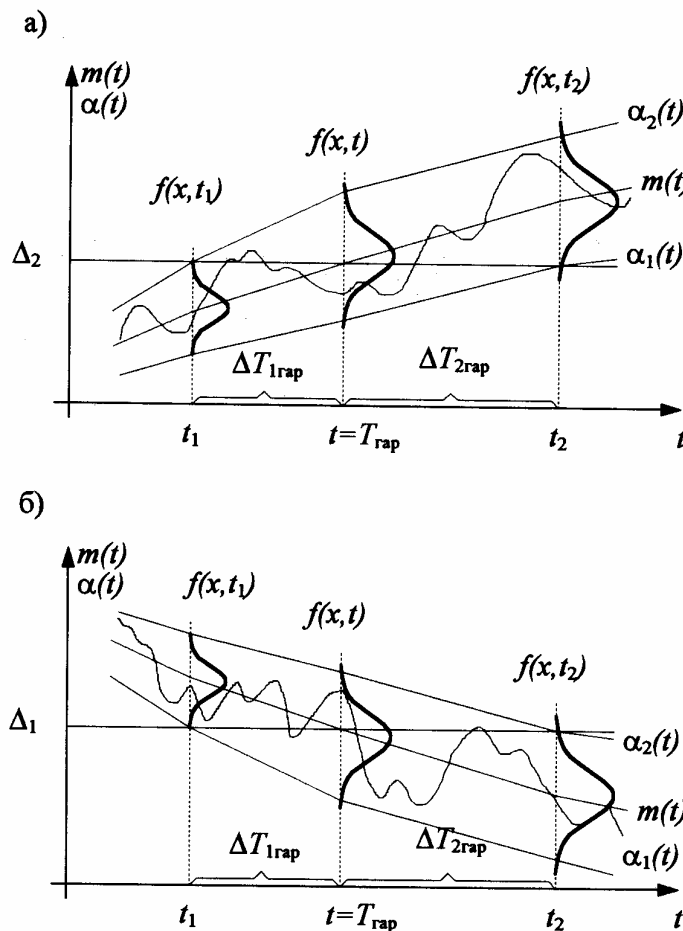 а)
m(t)
α(t)
f(x,t₁)
f(x,t)
f(x,t₂)
α₂(t)
m(t)
α₁(t)
Δ₂
ΔT₁гар
ΔT₂гар
t₁
t=Tгар
t₂
t
б)
m(t)
α(t)
f(x,t₁)
f(x,t)
f(x,t₂)
Δ₁
α₂(t)
m(t)
α₁(t)
ΔT₁гар
ΔT₂гар
t₁
t=Tгар
t₂
t